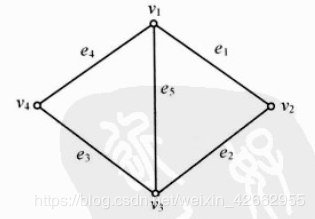 v₁
e₄
e₁
v₄
e₅
v₂
e₃
e₂
v₃
https://blog.csdn.net/weixin_42662955